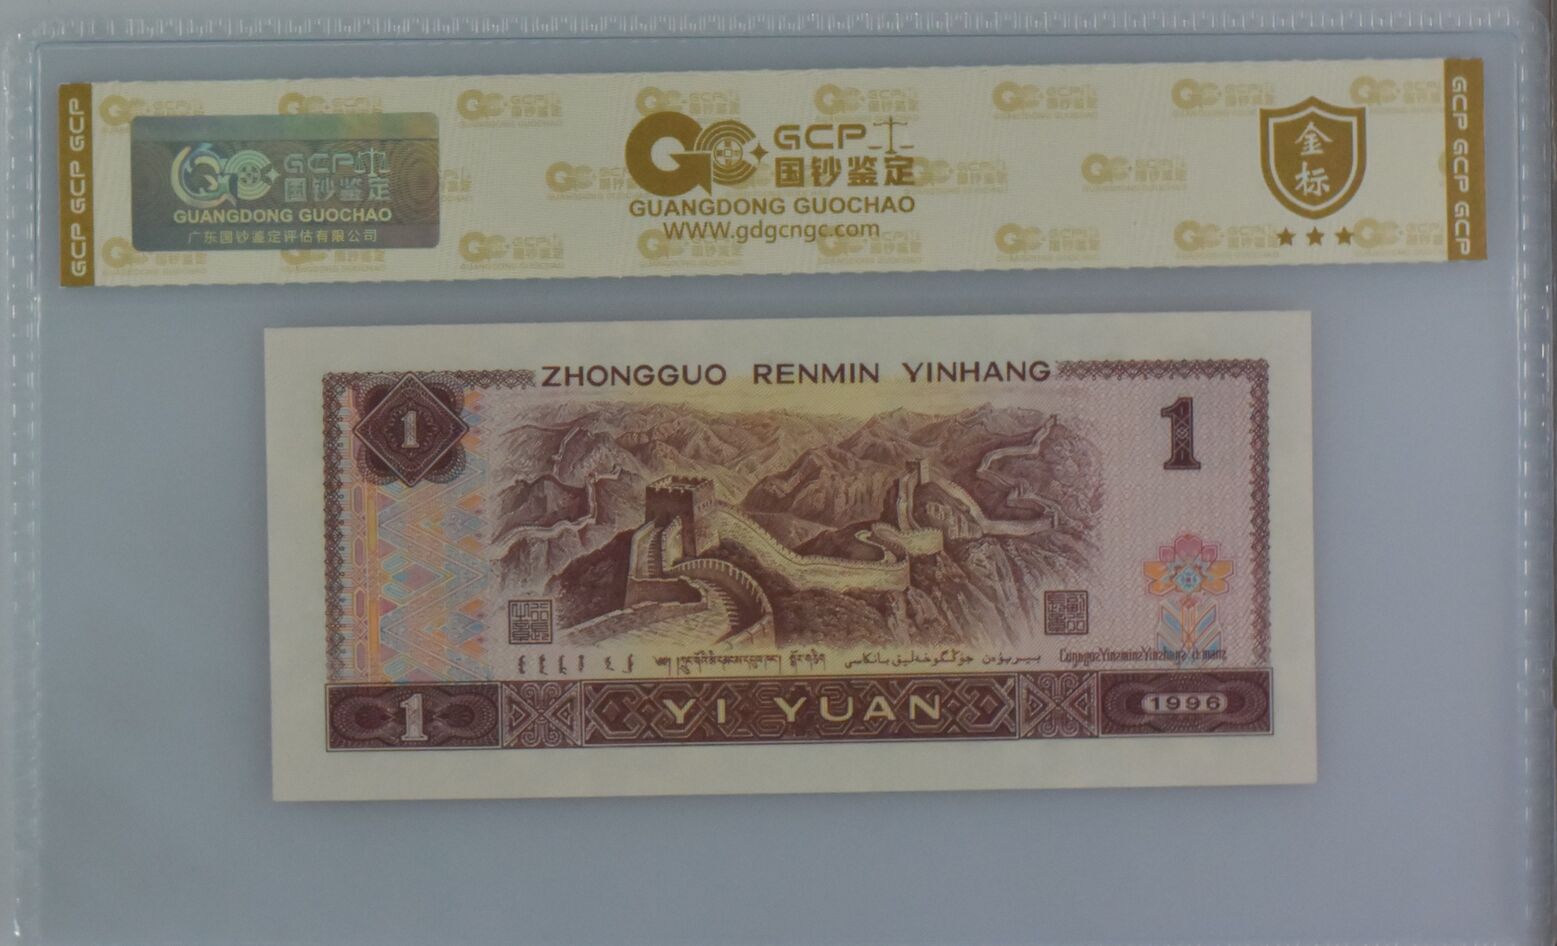 GCP GCP GCP
GCP
国钞鉴定
GUANGDONG GUOCHAO
广东国钞鉴定评估有限公司
GCP
国钞鉴定
GUANGDONG GUOCHAO
WWW.gdgcngc.com
金标
GCP GCP GCP
ZHONGGUO RENMIN YINHANG
1
1
1
YI YUAN
1996